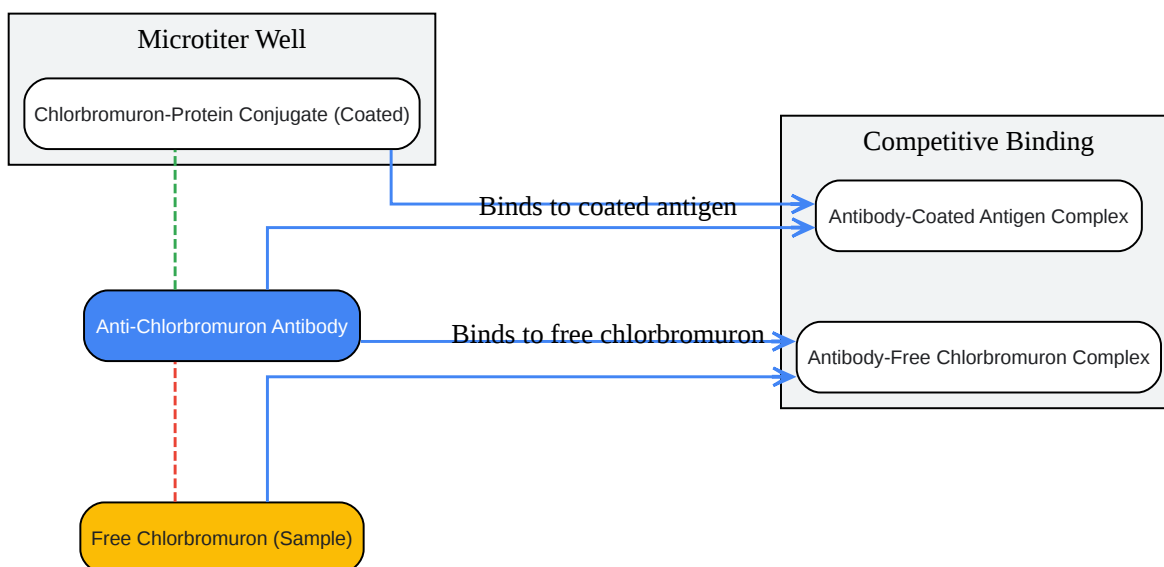 Microtiter Well
Chlorbromuron-Protein Conjugate (Coated)
Competitive Binding
Binds to coated antigen
Antibody-Coated Antigen Complex
Anti-Chlorbromuron Antibody
Binds to free chlorbromuron
Antibody-Free Chlorbromuron Complex
Free Chlorbromuron (Sample)